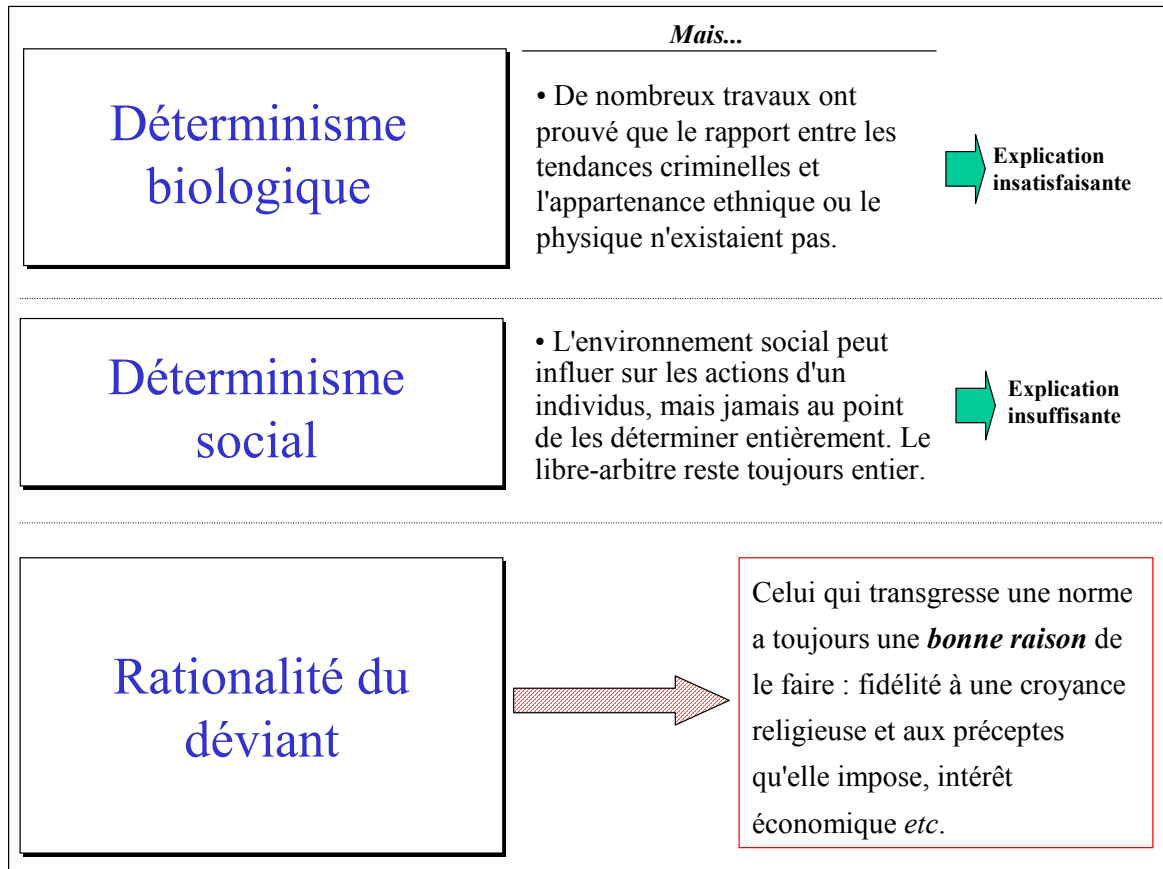 Mais...
Déterminisme
biologique
• De nombreux travaux ont
prouvé que le rapport entre les
tendances criminelles et
l'appartenance ethnique ou le
physique n'existaient pas.
Explication
insatisfaisante
Déterminisme
social
• L'environnement social peut
influer sur les actions d'un
individus, mais jamais au point
de les déterminer entièrement. Le
libre-arbitre reste toujours entier.
Explication
insuffisante
Rationalité du
déviant
Celui qui transgresse une norme
a toujours une bonne raison de
le faire : fidélité à une croyance
religieuse et aux préceptes
qu'elle impose, intérêt
économique etc.